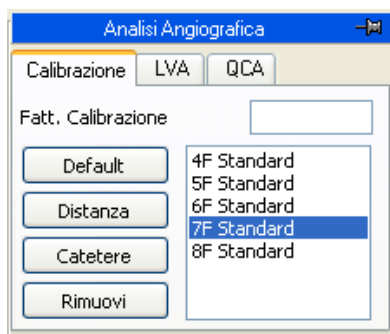 Analisi Angiografica
Calibrazione LVA QCA
Fatt. Calibrazione
Default
Distanza
Catetere
Rimuovi
4F Standard
5F Standard
6F Standard
7F Standard
8F Standard